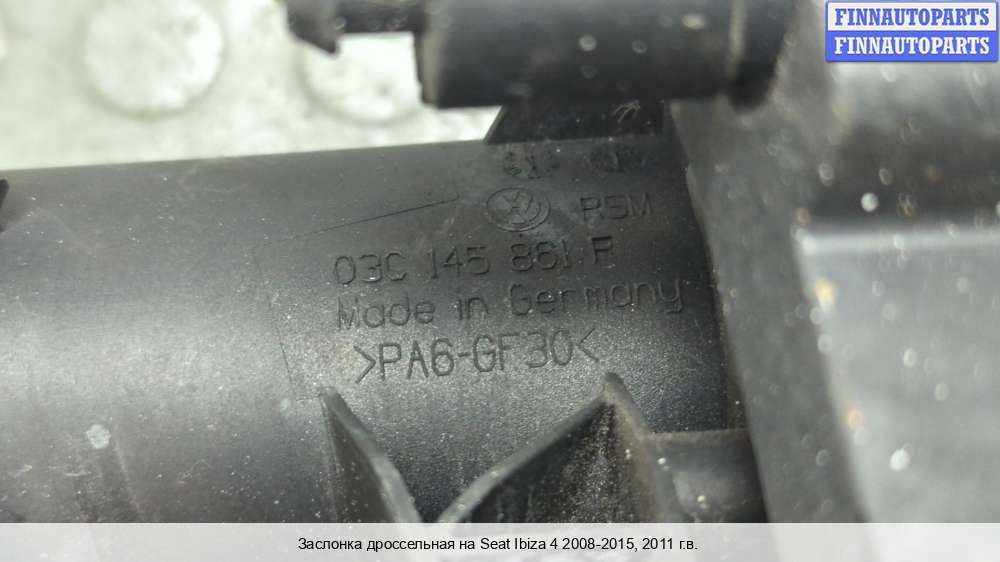 FINNAUTOPARTS
FINNAUTOPARTS
RSM
03C 145 861
Made in Germany
>PA6-GF30<
Заслонка дроссельная на Seat Ibiza 4 2008-2015, 2011 г.в.